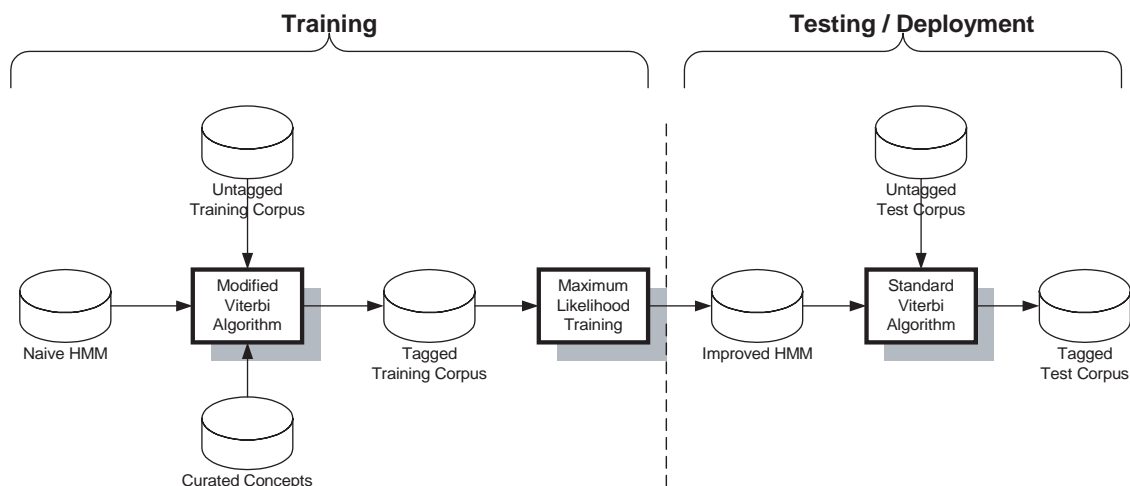 Training
Testing / Deployment
Untagged
Training Corpus
Untagged
Test Corpus
Naive HMM
Modified
Viterbi
Algorithm
Tagged
Training Corpus
Maximum
Likelihood
Training
Improved HMM
Standard
Viterbi
Algorithm
Tagged
Test Corpus
Curated Concepts